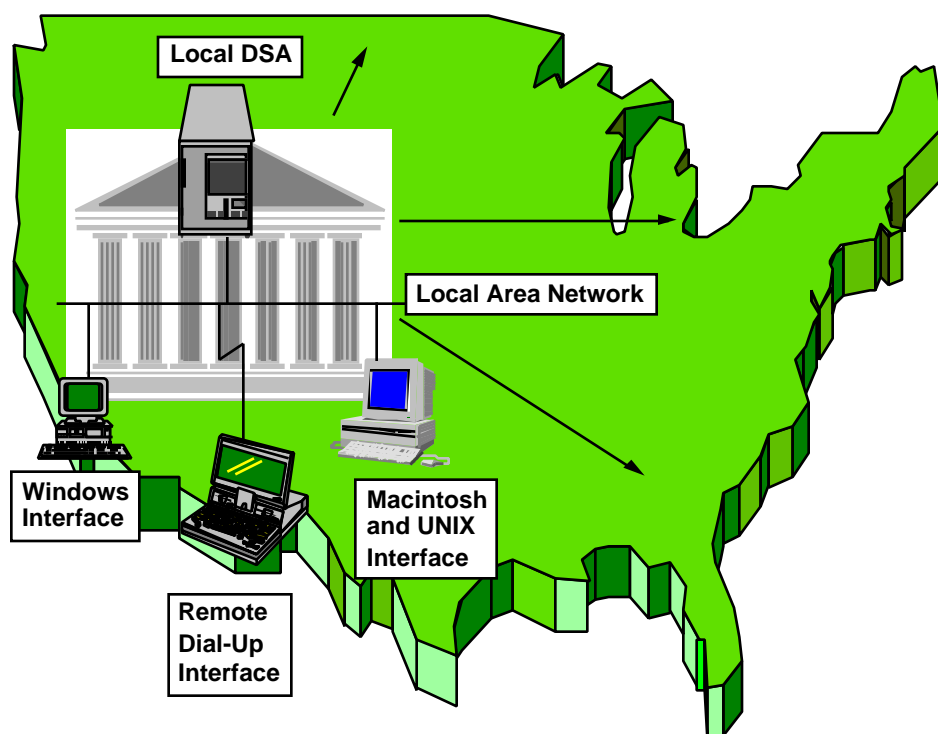 Local DSA
Local Area Network
Windows
Interface
Macintosh
and UNIX
Interface
Remote
Dial-Up
Interface